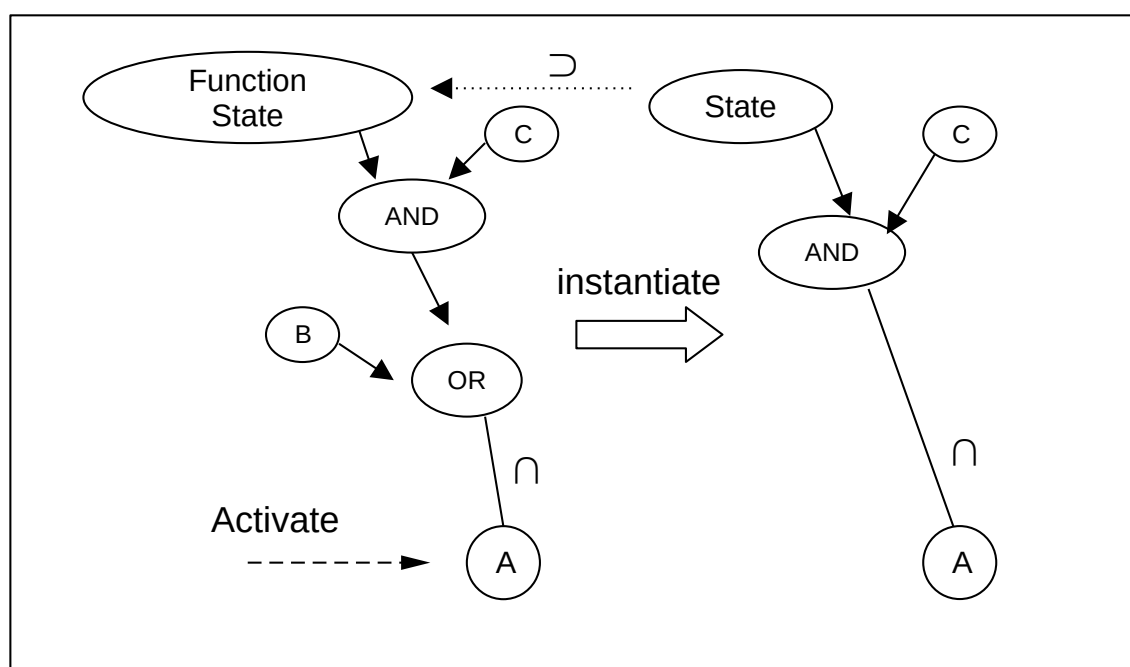 Function
State
⊃
State
C
C
AND
AND
instantiate
B
OR
∩
∩
Activate
A
A